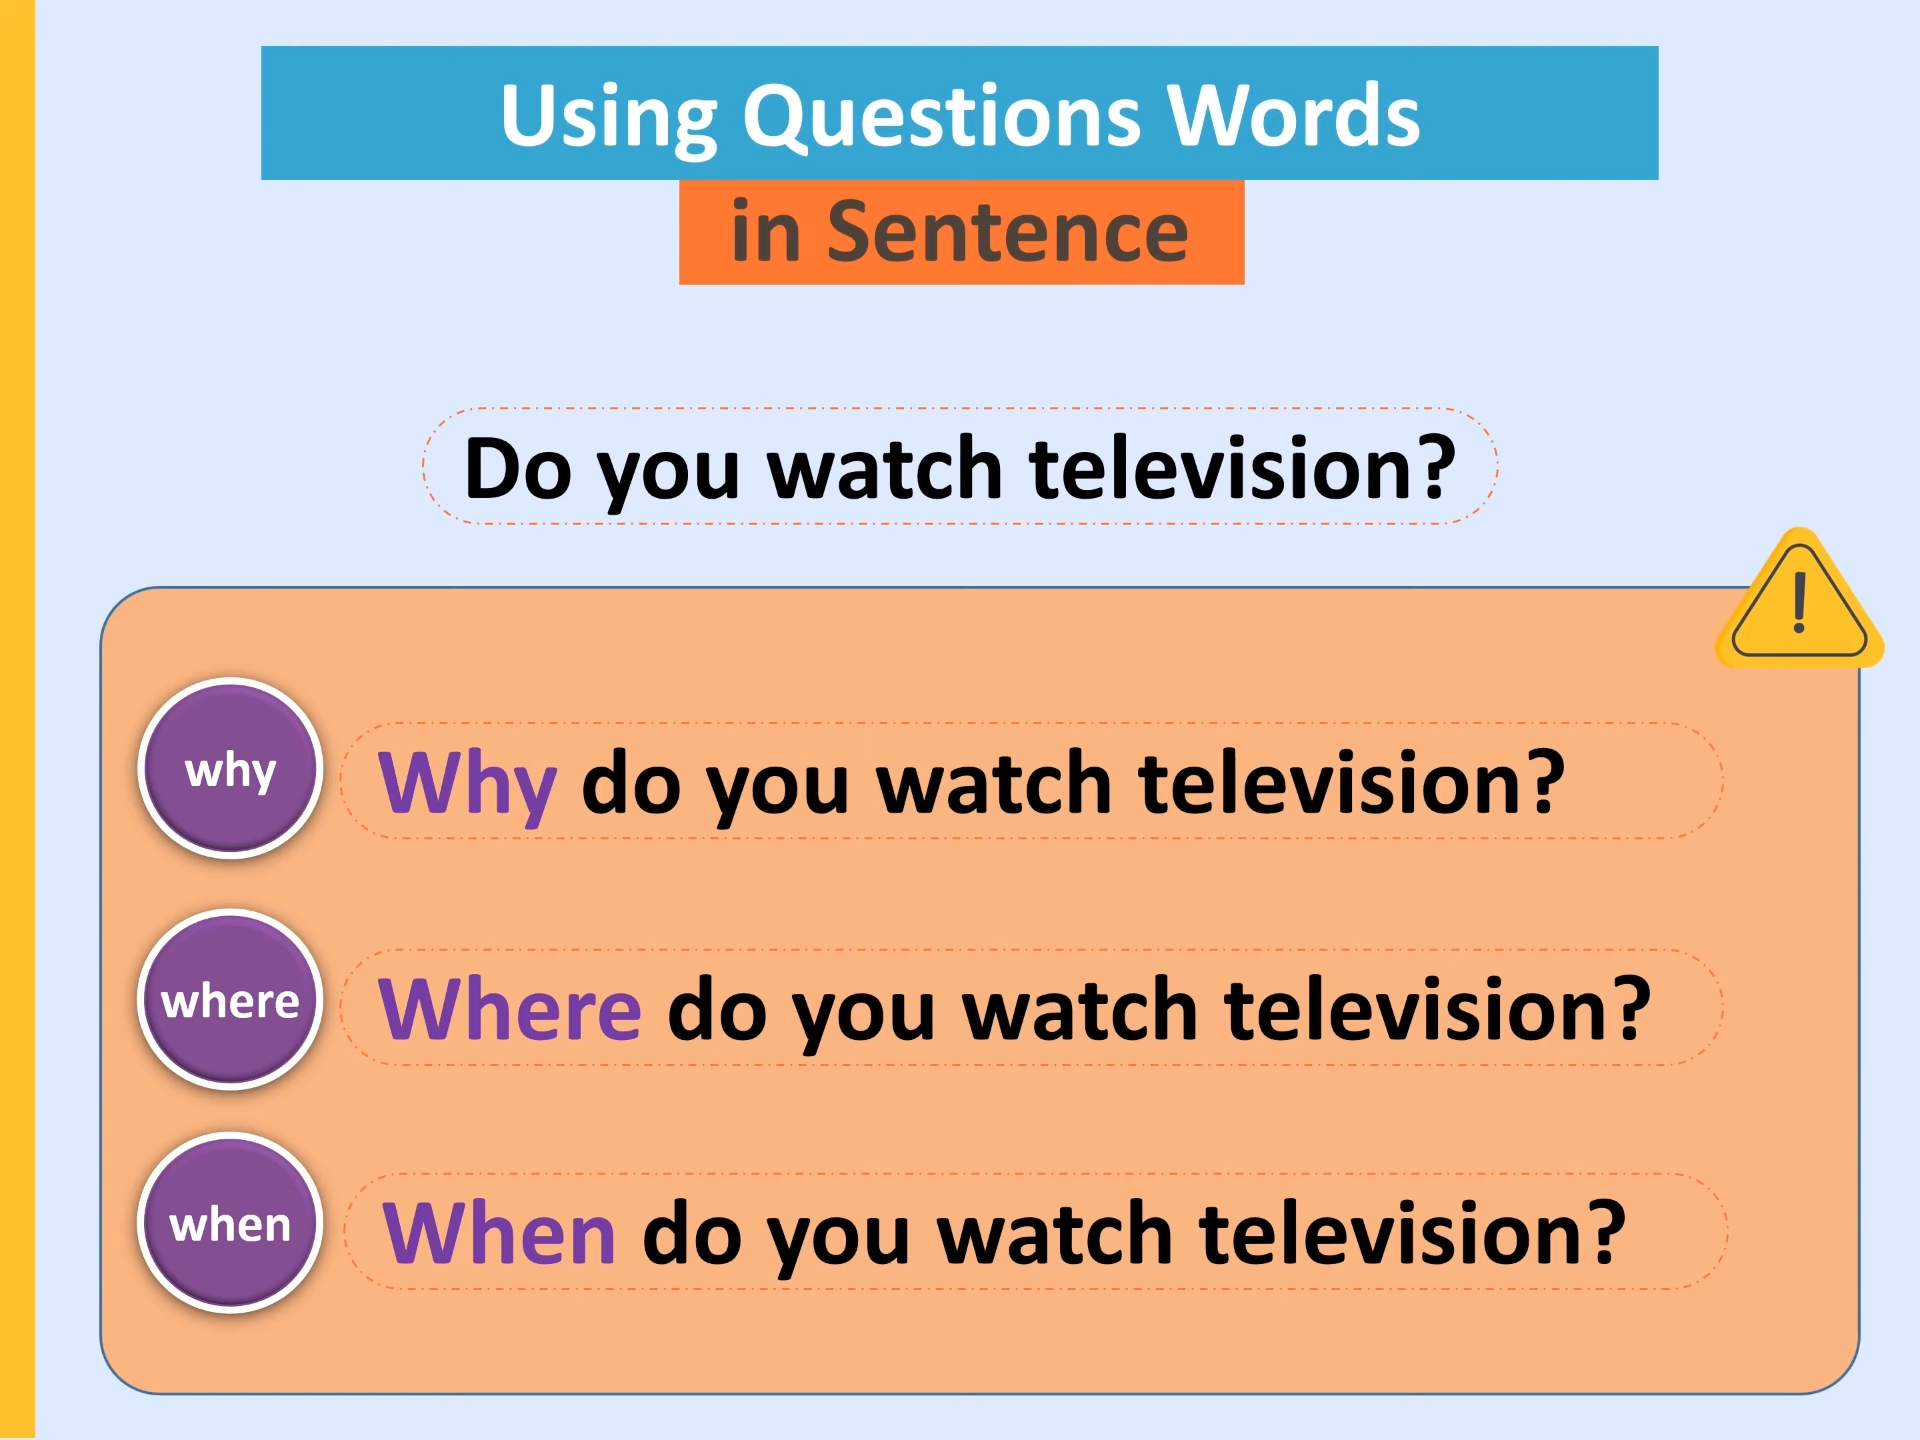 Using Questions Words
in Sentence
Do you watch television?
!
why
Why do you watch television?
where
Where do you watch television?
when
When do you watch television?